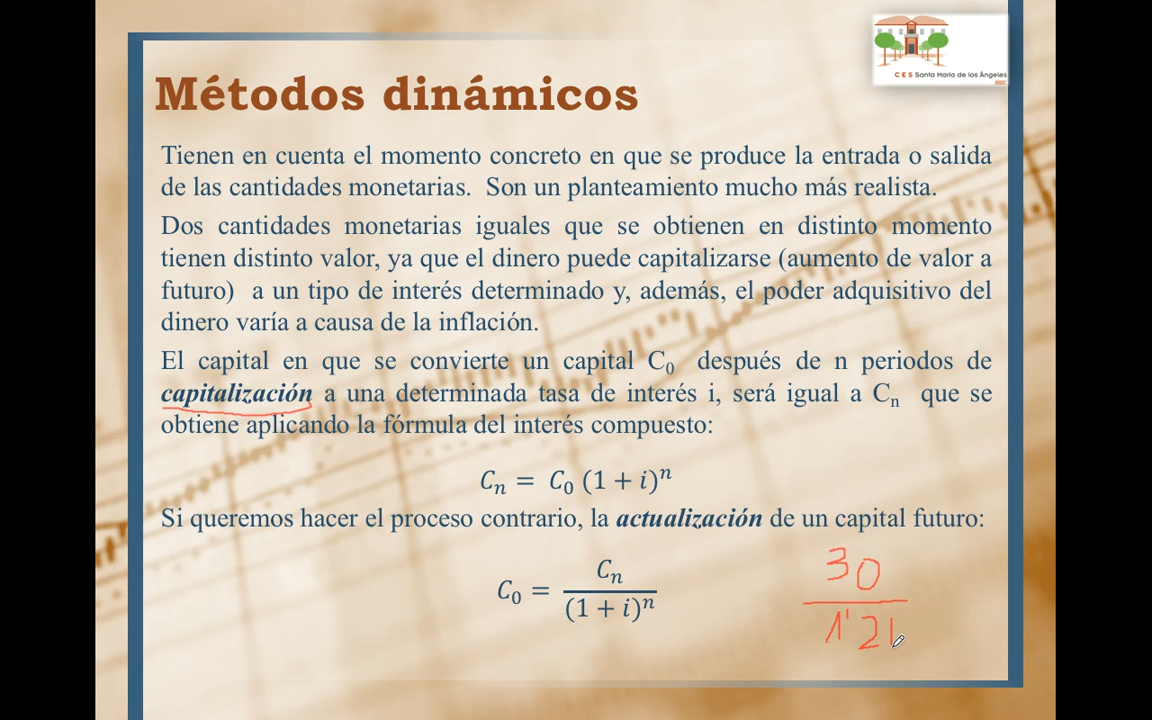 C E S Santa María de los Ángeles
Métodos dinámicos
Tienen en cuenta el momento concreto en que se produce la entrada o salida
de las cantidades monetarias. Son un planteamiento mucho más realista.
Dos cantidades monetarias iguales que se obtienen en distinto momento
tienen distinto valor, ya que el dinero puede capitalizarse (aumento de valor a
futuro) a un tipo de interés determinado y, además, el poder adquisitivo del
dinero varía a causa de la inflación.
El capital en que se convierte un capital C₀ después de n periodos de
capitalización a una determinada tasa de interés i, será igual a Cₙ que se
obtiene aplicando la fórmula del interés compuesto:
Cₙ = C₀ (1 + i)ⁿ
Si queremos hacer el proceso contrario, la actualización de un capital futuro:
C₀ = Cₙ / (1 + i)ⁿ
30
1'21